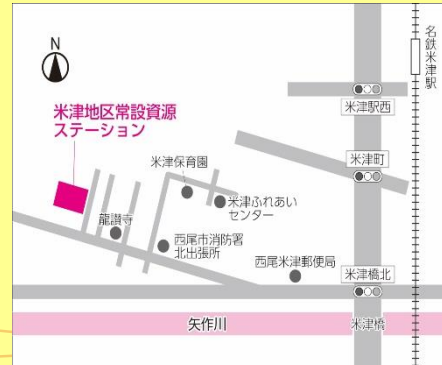 N
名鉄米津駅
米津駅西
米津地区常設資源
ステーション
米津町
米津保育園
米津ふれあい
センター
龍讃寺
西尾市消防署
北出張所
西尾米津郵便局
米津橋北
矢作川
米津橋